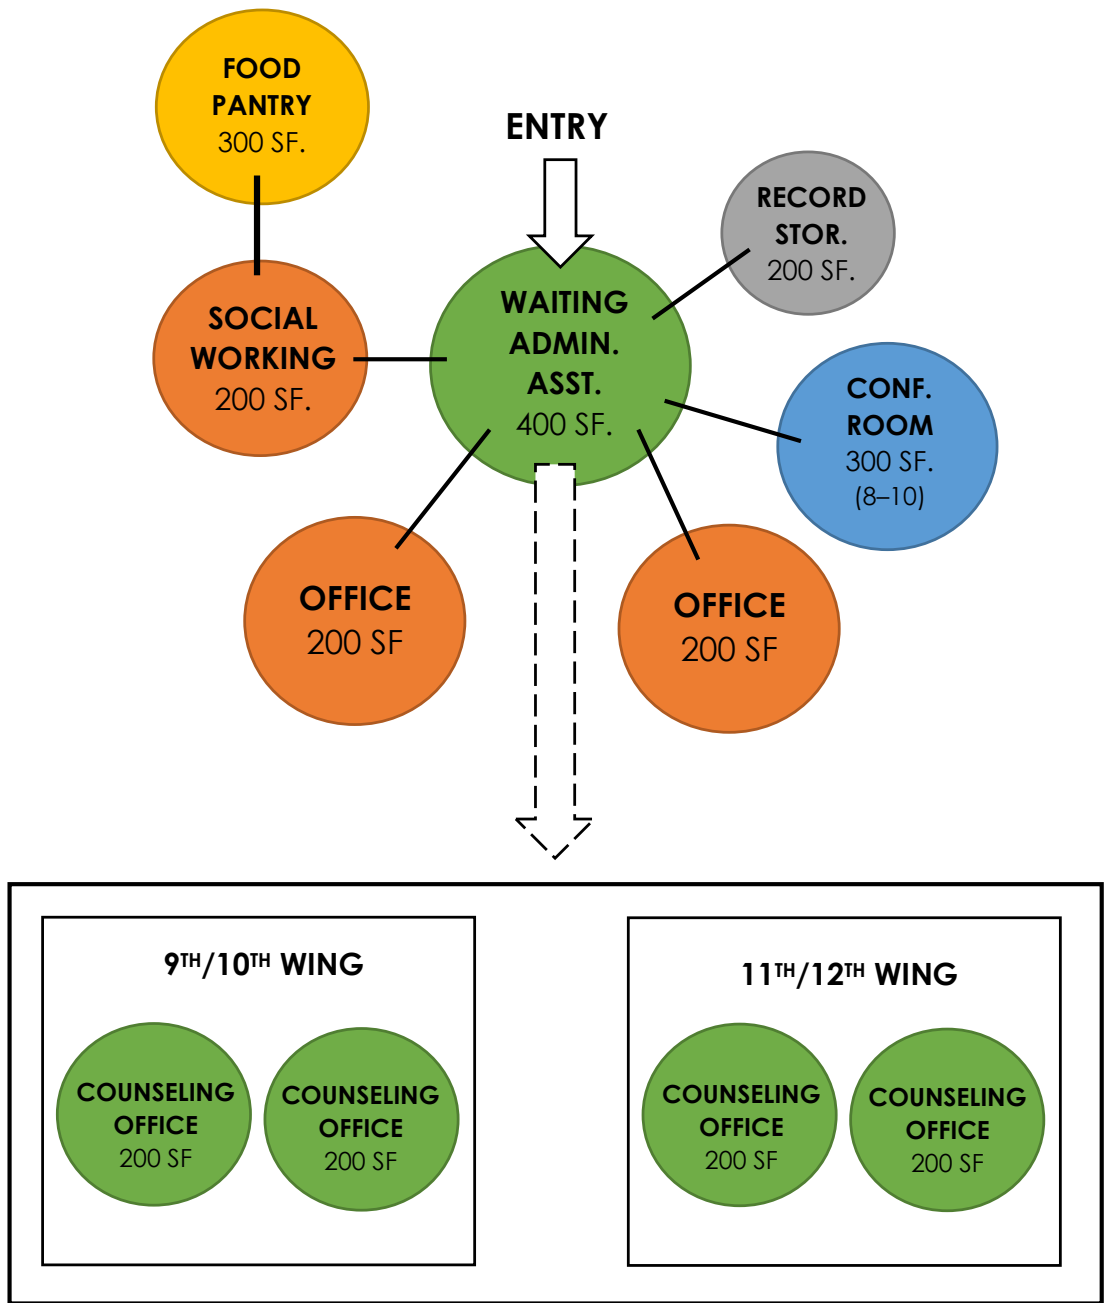 FOOD
PANTRY
300 SF.
ENTRY
RECORD
STOR.
200 SF.
SOCIAL
WORKING
200 SF.
WAITING
ADMIN.
ASST.
400 SF.
CONF.
ROOM
300 SF.
(8–10)
OFFICE
200 SF
OFFICE
200 SF
9TH/10TH WING
COUNSELING
OFFICE
200 SF
COUNSELING
OFFICE
200 SF
11TH/12TH WING
COUNSELING
OFFICE
200 SF
COUNSELING
OFFICE
200 SF